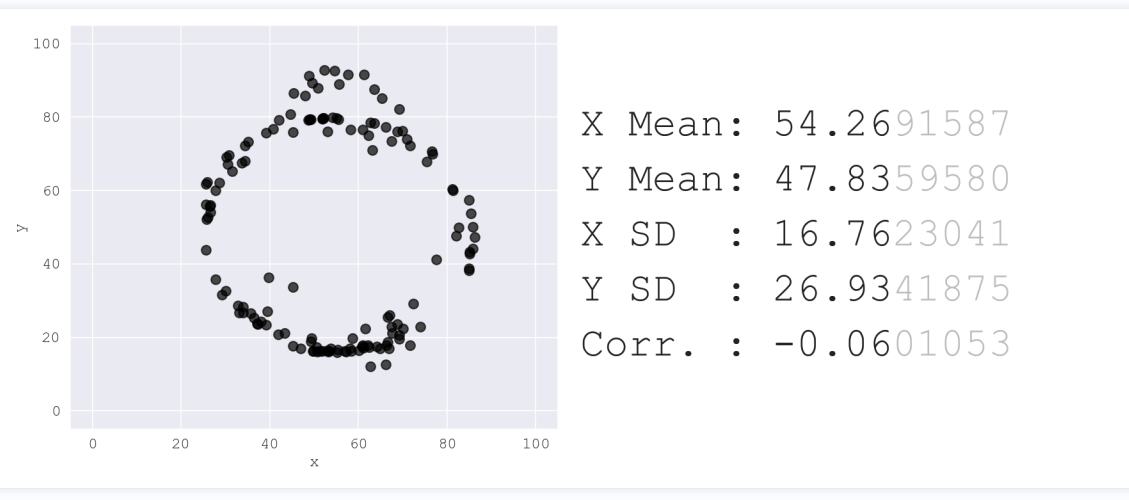 100
80
60
40
20
0
y
0 20 40 60 80 100
x
X Mean: 54.2691587
Y Mean: 47.8359580
X SD : 16.7623041
Y SD : 26.9341875
Corr. : -0.0601053